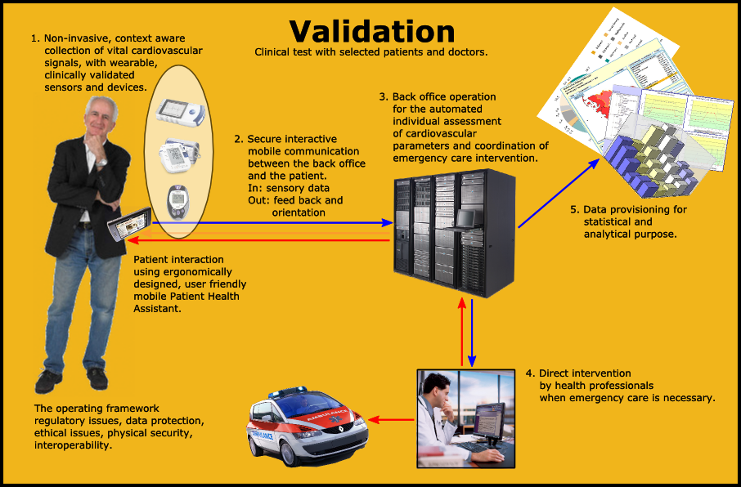 Validation
Clinical test with selected patients and doctors.
1. Non-invasive, context aware
collection of vital cardiovascular
signals, with wearable,
clinically validated
sensors and devices.
2. Secure interactive
mobile communication
between the back office
and the patient.
In: sensory data
Out: feed back and
orientation
3. Back office operation
for the automated
individual assessment
of cardiovascular
parameters and coordination of
emergency care intervention.
5. Data provisioning for
statistical and
analytical purpose.
Patient interaction
using ergonomically
designed, user friendly
mobile Patient Health
Assistant.
4. Direct intervention
by health professionals
when emergency care is necessary.
The operating framework
regulatory issues, data protection,
ethical issues, physical security,
interoperability.
AMBULANCE
AMBULANCE